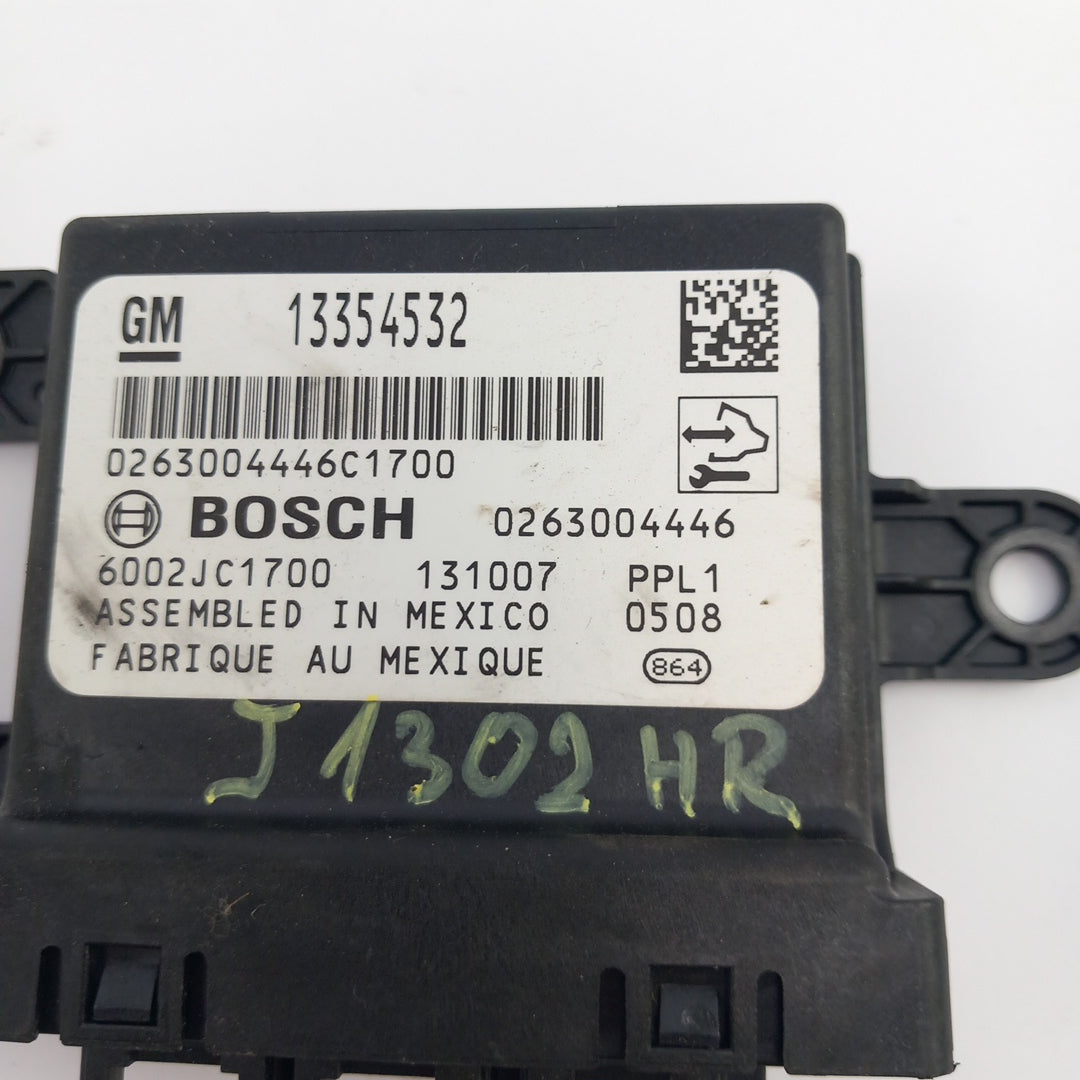 GM 13354532
0263004446C1700
BOSCH 0263004446
6002JC1700 131007 PPL1
ASSEMBLED IN MEXICO 0508
FABRIQUE AU MEXIQUE 864
J1302HR